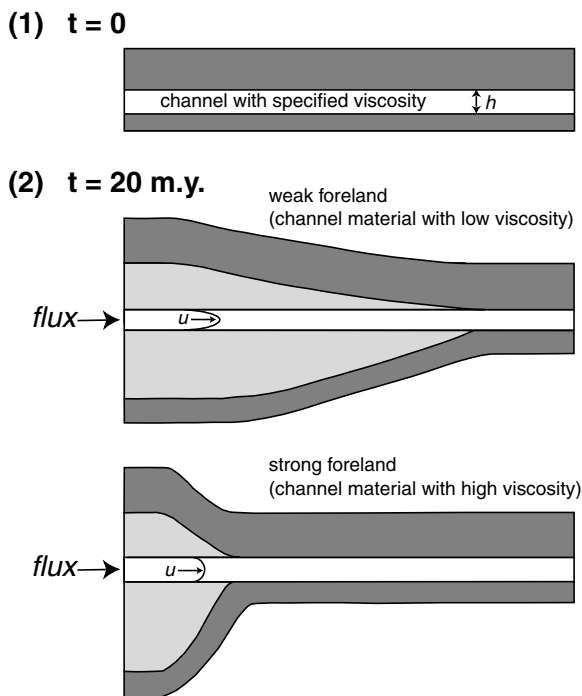 (1) t = 0
channel with specified viscosity
h
(2) t = 20 m.y.
weak foreland
(channel material with low viscosity)
flux
u
strong foreland
(channel material with high viscosity)
flux
u